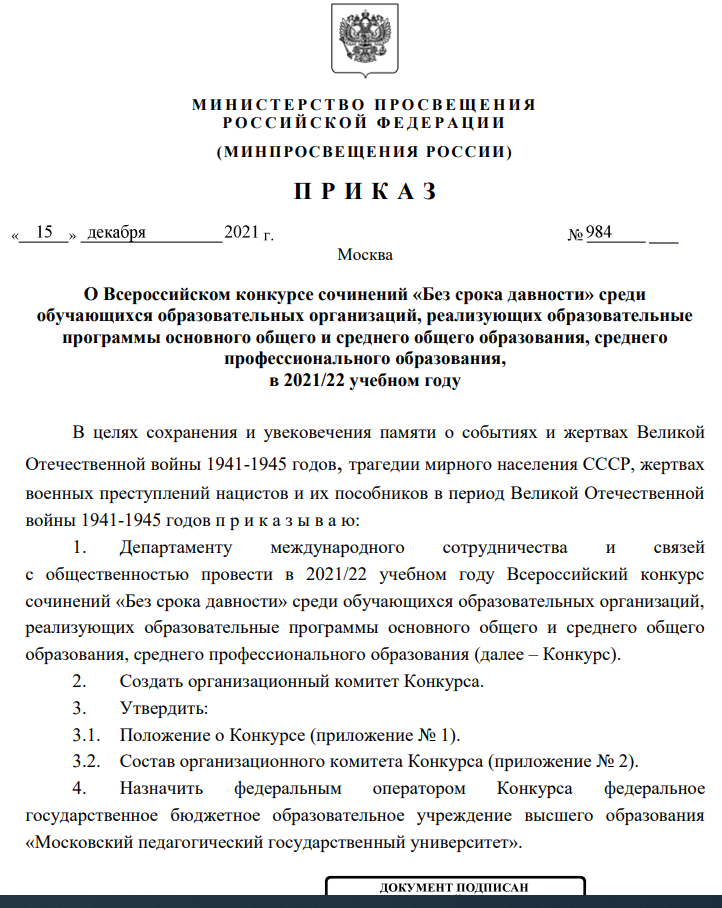 МИНИСТЕРСТВО ПРОСВЕЩЕНИЯ
РОССИЙСКОЙ ФЕДЕРАЦИИ
(МИНПРОСВЕЩЕНИЯ РОССИИ)
ПРИКАЗ
« 15 » декабря 2021 г. № 984
Москва
О Всероссийском конкурсе сочинений «Без срока давности» среди
обучающихся образовательных организаций, реализующих образовательные
программы основного общего и среднего общего образования, среднего
профессионального образования,
в 2021/22 учебном году
В целях сохранения и увековечения памяти о событиях и жертвах Великой
Отечественной войны 1941-1945 годов, трагедии мирного населения СССР, жертвах
военных преступлений нацистов и их пособников в период Великой Отечественной
войны 1941-1945 годов п р и к а з ы в а ю:
1. Департаменту международного сотрудничества и связей
с общественностью провести в 2021/22 учебном году Всероссийский конкурс
сочинений «Без срока давности» среди обучающихся образовательных организаций,
реализующих образовательные программы основного общего и среднего общего
образования, среднего профессионального образования (далее – Конкурс).
2. Создать организационный комитет Конкурса.
3. Утвердить:
3.1. Положение о Конкурсе (приложение № 1).
3.2. Состав организационного комитета Конкурса (приложение № 2).
4. Назначить федеральным оператором Конкурса федеральное
государственное бюджетное образовательное учреждение высшего образования
«Московский педагогический государственный университет».
ДОКУМЕНТ ПОДПИСАН